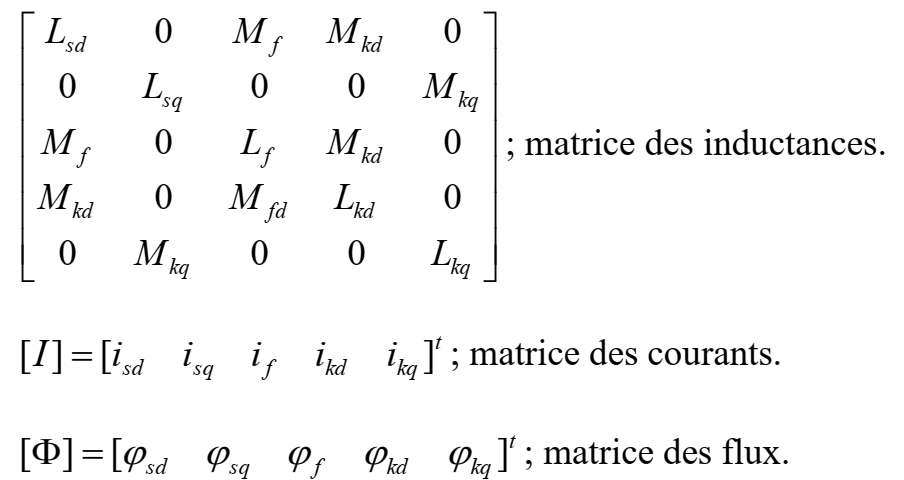 L_sd 0 M_f M_kd 0
0 L_sq 0 0 M_kq
M_f 0 L_f M_kd 0 ; matrice des inductances.
M_kd 0 M_fd L_kd 0
0 M_kq 0 0 L_kq
[I]=[i_sd i_sq i_f i_kd i_kq]^t ; matrice des courants.
[Φ]=[φ_sd φ_sq φ_f φ_kd φ_kq]^t ; matrice des flux.